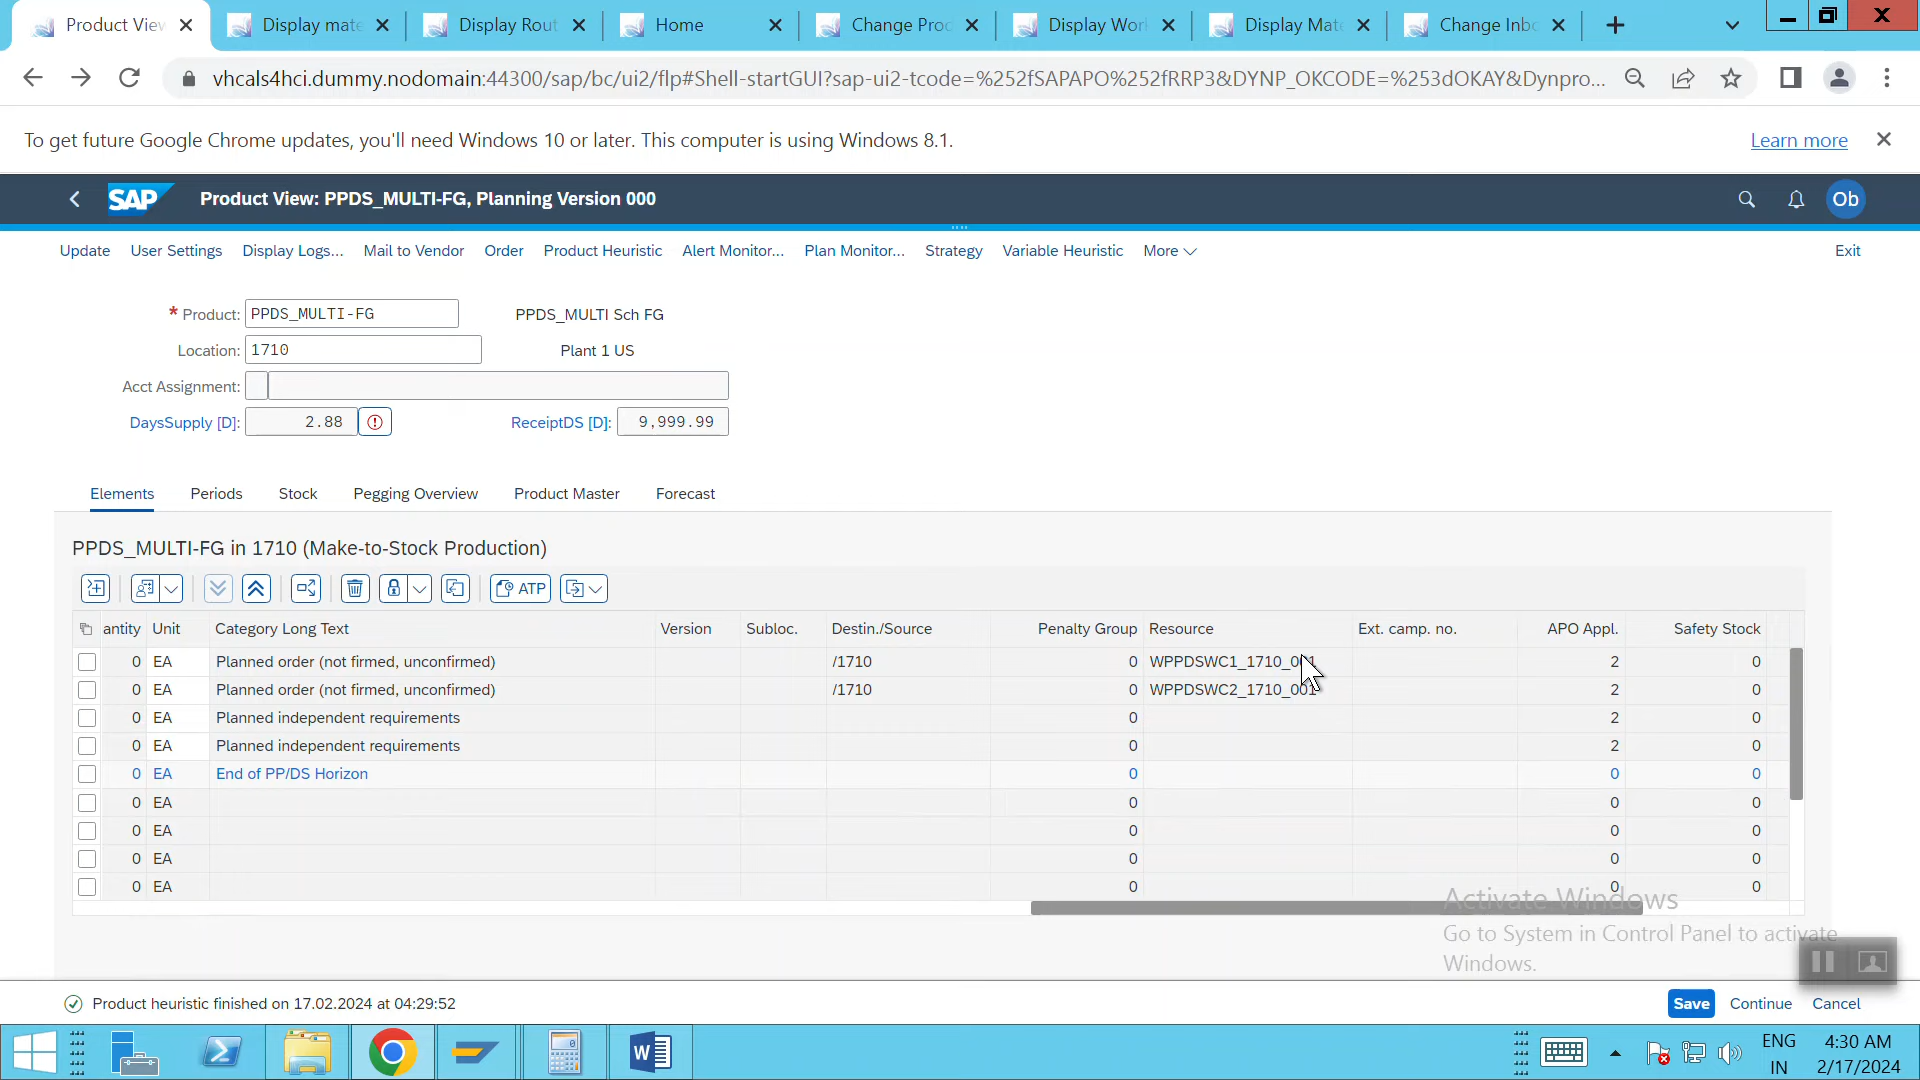 Product Viev
Display mate
Display Rout
Home
Change Proc
Display Wor
Display Mate
Change Inbo
vhcals4hci.dummy.nodomain:44300/sap/bc/ui2/flp#Shell-startGUI?sap-ui2-tcode=%252fSAPAPO%252fRRP3&DYNP_OKCODE=%253dOKAY&Dynpro...
To get future Google Chrome updates, you'll need Windows 10 or later. This computer is using Windows 8.1.
Learn more
SAP
Product View: PPDS_MULTI-FG, Planning Version 000
Ob
Update User Settings Display Logs... Mail to Vendor Order Product Heuristic Alert Monitor... Plan Monitor... Strategy Variable Heuristic More Exit
* Product: PPDS_MULTI-FG PPDS_MULTI Sch FG
Location: 1710 Plant 1 US
Acct Assignment:
DaysSupply [D]: 2.88 ReceiptDS [D]: 9,999.99
Elements Periods Stock Pegging Overview Product Master Forecast
PPDS_MULTI-FG in 1710 (Make-to-Stock Production)
ATP
antity Unit Category Long Text Version Subloc. Destin./Source Penalty Group Resource Ext. camp. no. APO Appl. Safety Stock
0 EA Planned order (not firmed, unconfirmed) /1710 0 WPPDSWC1_1710_001 2 0
0 EA Planned order (not firmed, unconfirmed) /1710 0 WPPDSWC2_1710_001 2 0
0 EA Planned independent requirements 0 2 0
0 EA Planned independent requirements 0 2 0
0 EA End of PP/DS Horizon 0 0 0
0 EA 0 0 0
0 EA 0 0 0
0 EA 0 0 0
0 EA 0 0 0
Activate Windows
Go to System in Control Panel to activate
Windows.
Product heuristic finished on 17.02.2024 at 04:29:52
Save Continue Cancel
ENG
IN
4:30 AM
2/17/2024